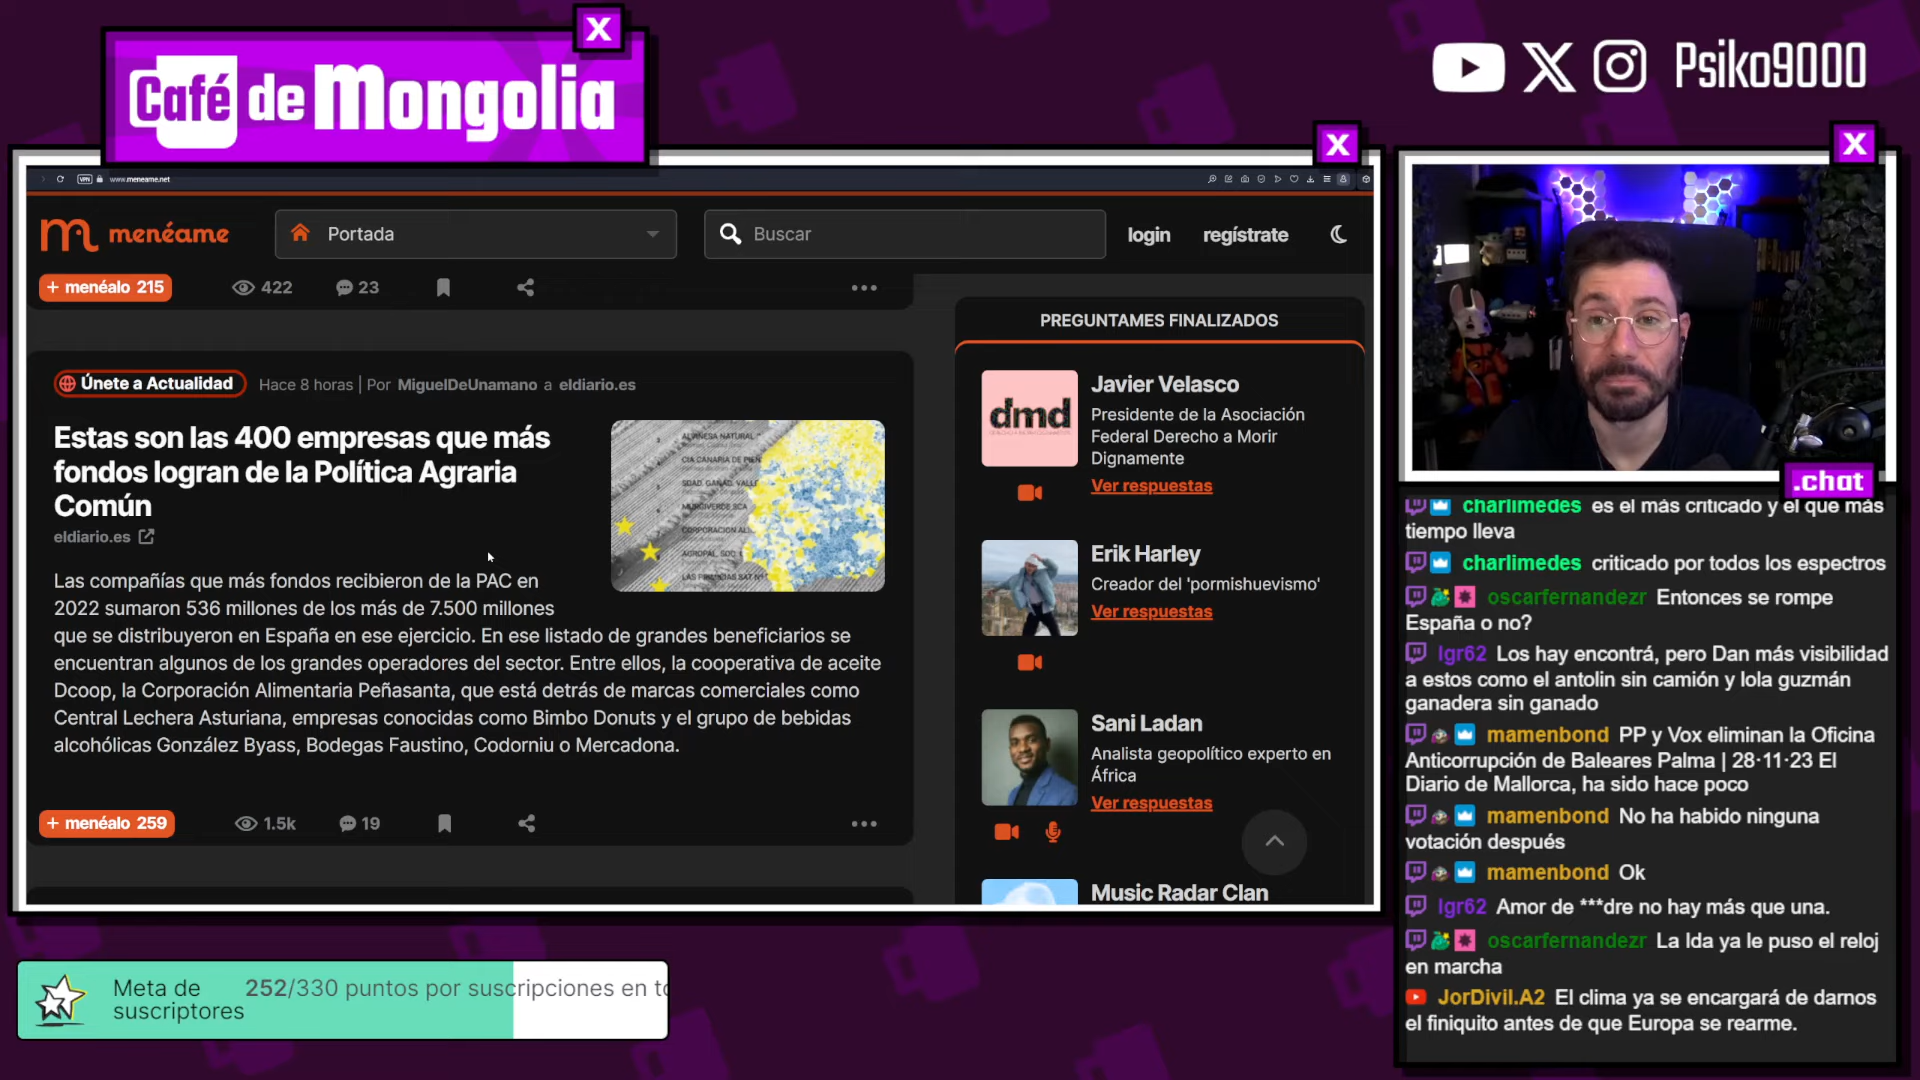 X
Café de Mongolia
Psiko9000
X
X
VPN
www.meneame.net
menéame
Portada
Buscar
login
regístrate
+ menéalo 215
422
23
Únete a Actualidad
Hace 8 horas | Por MiguelDeUnamano a eldiario.es
Estas son las 400 empresas que más
fondos logran de la Política Agraria
Común
eldiario.es
CIA CANARIA DE PIEN
MURGIVERDE SCA
CORPORACION ALI
Las compañías que más fondos recibieron de la PAC en
2022 sumaron 536 millones de los más de 7.500 millones
que se distribuyeron en España en ese ejercicio. En ese listado de grandes beneficiarios se
encuentran algunos de los grandes operadores del sector. Entre ellos, la cooperativa de aceite
Dcoop, la Corporación Alimentaria Peñasanta, que está detrás de marcas comerciales como
Central Lechera Asturiana, empresas conocidas como Bimbo Donuts y el grupo de bebidas
alcohólicas González Byass, Bodegas Faustino, Codorniu o Mercadona.
+ menéalo 259
1.5k
19
PREGUNTAMES FINALIZADOS
dmd
Javier Velasco
Presidente de la Asociación
Federal Derecho a Morir
Dignamente
Ver respuestas
Erik Harley
Creador del 'pormishuevismo'
Ver respuestas
Sani Ladan
Analista geopolítico experto en
África
Ver respuestas
Music Radar Clan
.chat
charlimedes es el más criticado y el que más
tiempo lleva
charlimedes criticado por todos los espectros
oscarfernandezr Entonces se rompe
España o no?
lgr62 Los hay encontrá, pero Dan más visibilidad
a estos como el antolin sin camión y lola guzmán
ganadera sin ganado
mamenbond PP y Vox eliminan la Oficina
Anticorrupción de Baleares Palma | 28·11·23 El
Diario de Mallorca, ha sido hace poco
mamenbond No ha habido ninguna
votación después
mamenbond Ok
lgr62 Amor de ***dre no hay más que una.
oscarfernandezr La Ida ya le puso el reloj
en marcha
JorDivil.A2 El clima ya se encargará de darnos
el finiquito antes de que Europa se rearme.
Meta de
suscriptores
252/330 puntos por suscripciones en to